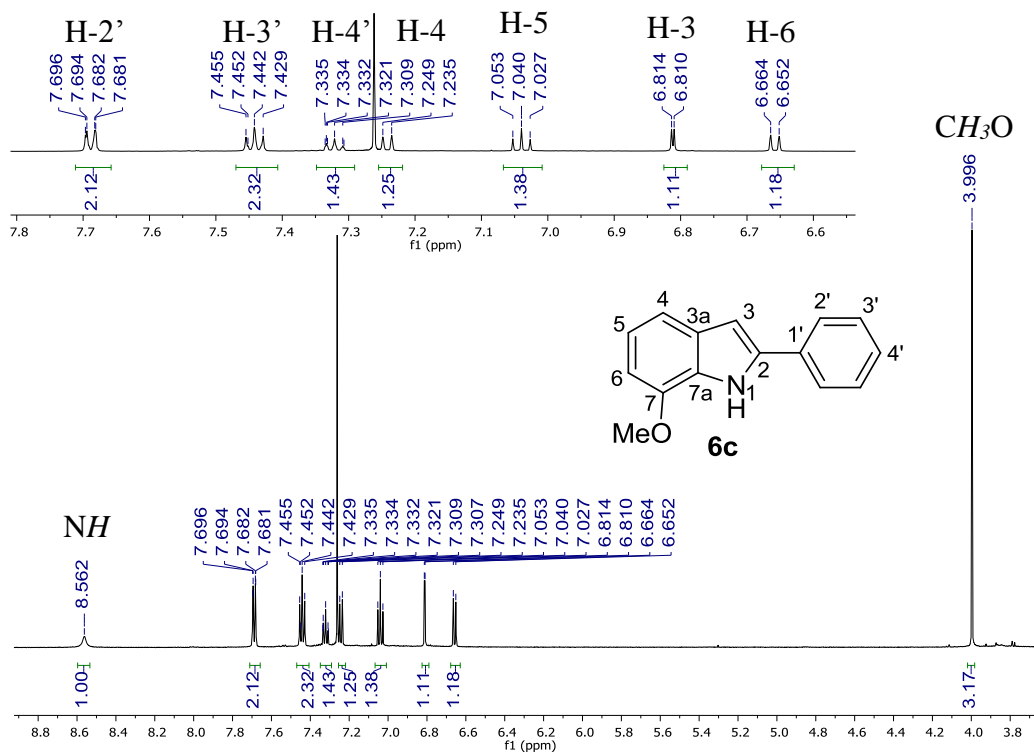 H-2' H-3' H-4' H-4 H-5 H-3 H-6
7.696 7.694 7.682 7.681 7.455 7.452 7.442 7.429 7.335 7.334 7.332 7.321 7.309 7.249 7.235 7.053 7.040 7.027 6.814 6.810 6.664 6.652
CH₃O
3.996
2.12 2.32 1.43 1.25 1.38 1.11 1.18
7.8 7.7 7.6 7.5 7.4 7.3 7.2 7.1 7.0 6.9 6.8 6.7 6.6
f1 (ppm)
4 3 2' 3'
5 3a 1' 4'
6 7a 2
7 N 1
H
MeO
6c
NH
8.562
7.696 7.694 7.682 7.681 7.455 7.452 7.442 7.429 7.335 7.334 7.332 7.321 7.309 7.307 7.249 7.235 7.053 7.040 7.027 6.814 6.810 6.664 6.652
1.00 2.12 2.32 1.43 1.25 1.38 1.11 1.18 3.17
8.8 8.6 8.4 8.2 8.0 7.8 7.6 7.4 7.2 7.0 6.8 6.6 6.4 6.2 6.0 5.8 5.6 5.4 5.2 5.0 4.8 4.6 4.4 4.2 4.0 3.8
f1 (ppm)